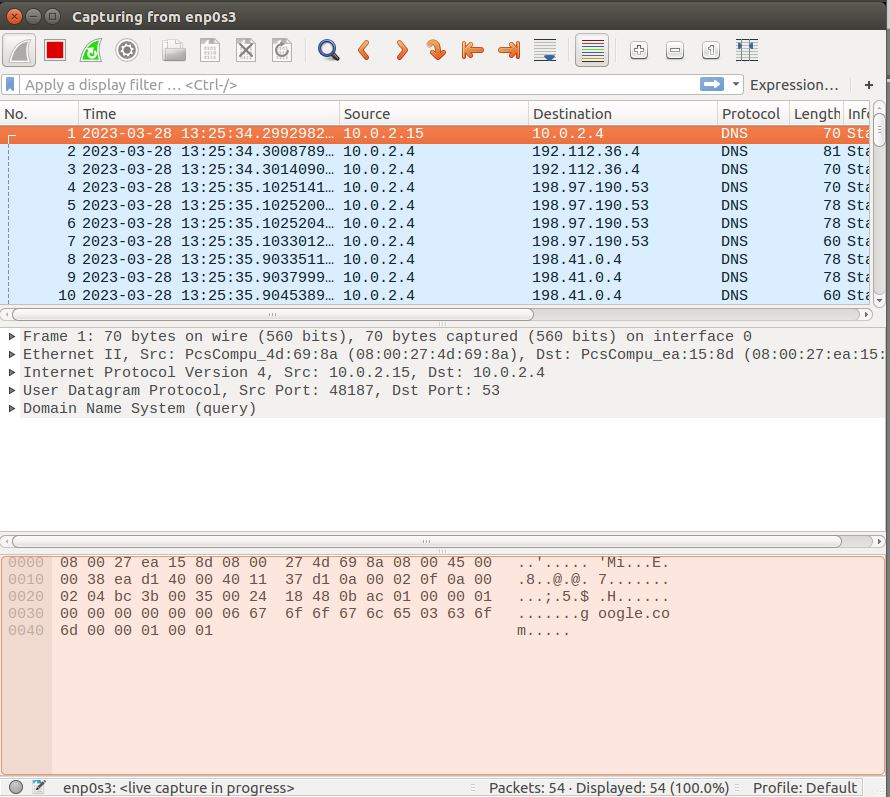 Capturing from enp0s3
Apply a display filter … <Ctrl-/> Expression… +
No. Time Source Destination Protocol Length Info
1 2023-03-28 13:25:34.2992982… 10.0.2.15 10.0.2.4 DNS 70 Sta
2 2023-03-28 13:25:34.3008789… 10.0.2.4 192.112.36.4 DNS 81 Sta
3 2023-03-28 13:25:34.3014090… 10.0.2.4 192.112.36.4 DNS 70 Sta
4 2023-03-28 13:25:35.1025141… 10.0.2.4 198.97.190.53 DNS 70 Sta
5 2023-03-28 13:25:35.1025200… 10.0.2.4 198.97.190.53 DNS 78 Sta
6 2023-03-28 13:25:35.1025204… 10.0.2.4 198.97.190.53 DNS 78 Sta
7 2023-03-28 13:25:35.1033012… 10.0.2.4 198.97.190.53 DNS 60 Sta
8 2023-03-28 13:25:35.9033511… 10.0.2.4 198.41.0.4 DNS 78 Sta
9 2023-03-28 13:25:35.9037999… 10.0.2.4 198.41.0.4 DNS 78 Sta
10 2023-03-28 13:25:35.9045389… 10.0.2.4 198.41.0.4 DNS 60 Sta
Frame 1: 70 bytes on wire (560 bits), 70 bytes captured (560 bits) on interface 0
Ethernet II, Src: PcsCompu_4d:69:8a (08:00:27:4d:69:8a), Dst: PcsCompu_ea:15:8d (08:00:27:ea:15:
Internet Protocol Version 4, Src: 10.0.2.15, Dst: 10.0.2.4
User Datagram Protocol, Src Port: 48187, Dst Port: 53
Domain Name System (query)
0000 08 00 27 ea 15 8d 08 00 27 4d 69 8a 08 00 45 00 ..'..... 'Mi...E.
0010 00 38 ea d1 40 00 40 11 37 d1 0a 00 02 0f 0a 00 .8..@.@. 7.......
0020 02 04 bc 3b 00 35 00 24 18 48 0b ac 01 00 00 01 ...;.5.$ .H......
0030 00 00 00 00 00 00 06 67 6f 6f 67 6c 65 03 63 6f .......g oogle.co
0040 6d 00 00 01 00 01 m.....
enp0s3: <live capture in progress> Packets: 54 · Displayed: 54 (100.0%) Profile: Default